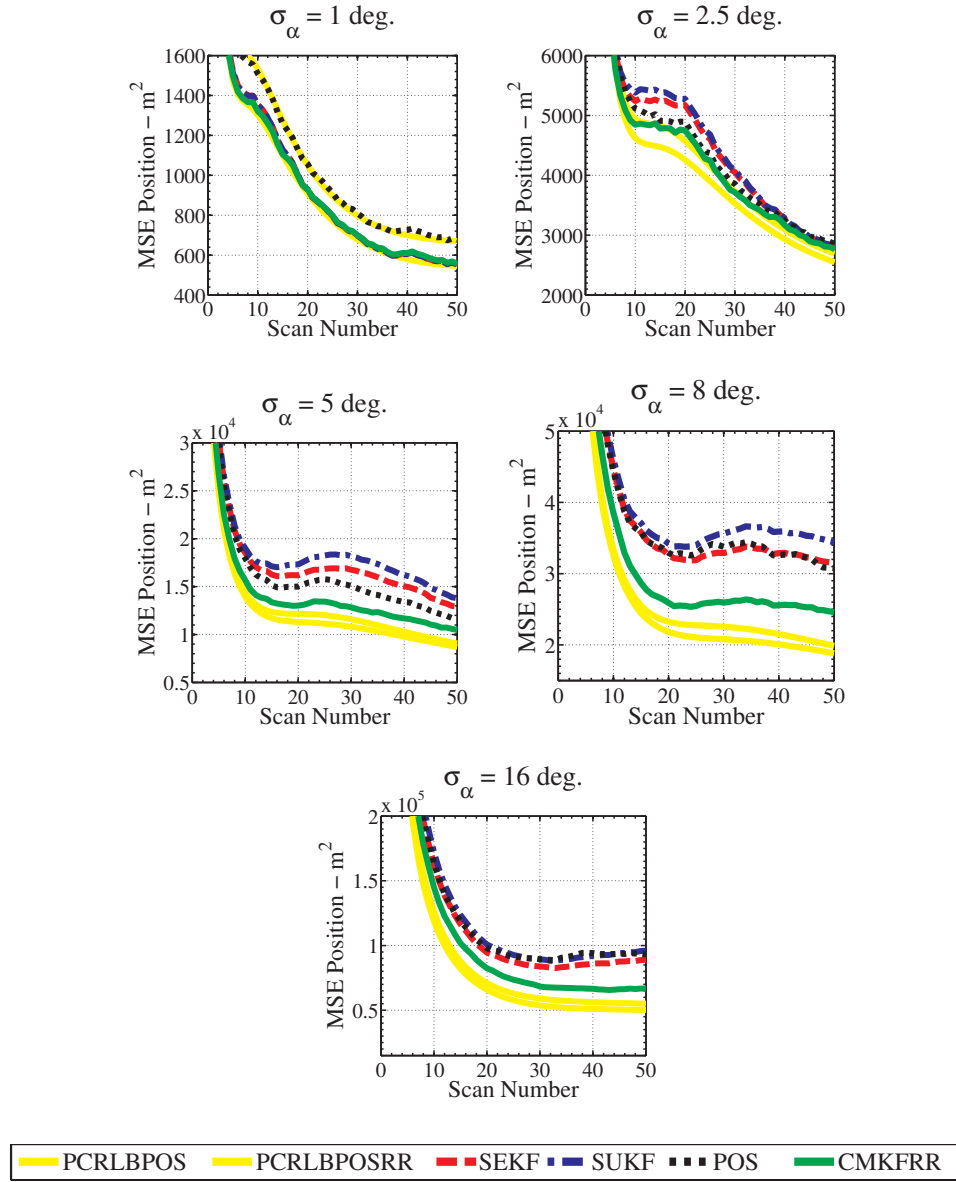 σα = 1 deg.
MSE Position – m²
1600
1400
1200
1000
800
600
400
0 10 20 30 40 50
Scan Number
σα = 2.5 deg.
MSE Position – m²
6000
5000
4000
3000
2000
0 10 20 30 40 50
Scan Number
σα = 5 deg.
x 10⁴
MSE Position – m²
3
2.5
2
1.5
1
0.5
0 10 20 30 40 50
Scan Number
σα = 8 deg.
x 10⁴
MSE Position – m²
5
4
3
2
0 10 20 30 40 50
Scan Number
σα = 16 deg.
x 10⁵
MSE Position – m²
2
1.5
1
0.5
0 10 20 30 40 50
Scan Number
PCRLBPOS PCRLBPOSRR SEKF SUKF POS CMKFRR